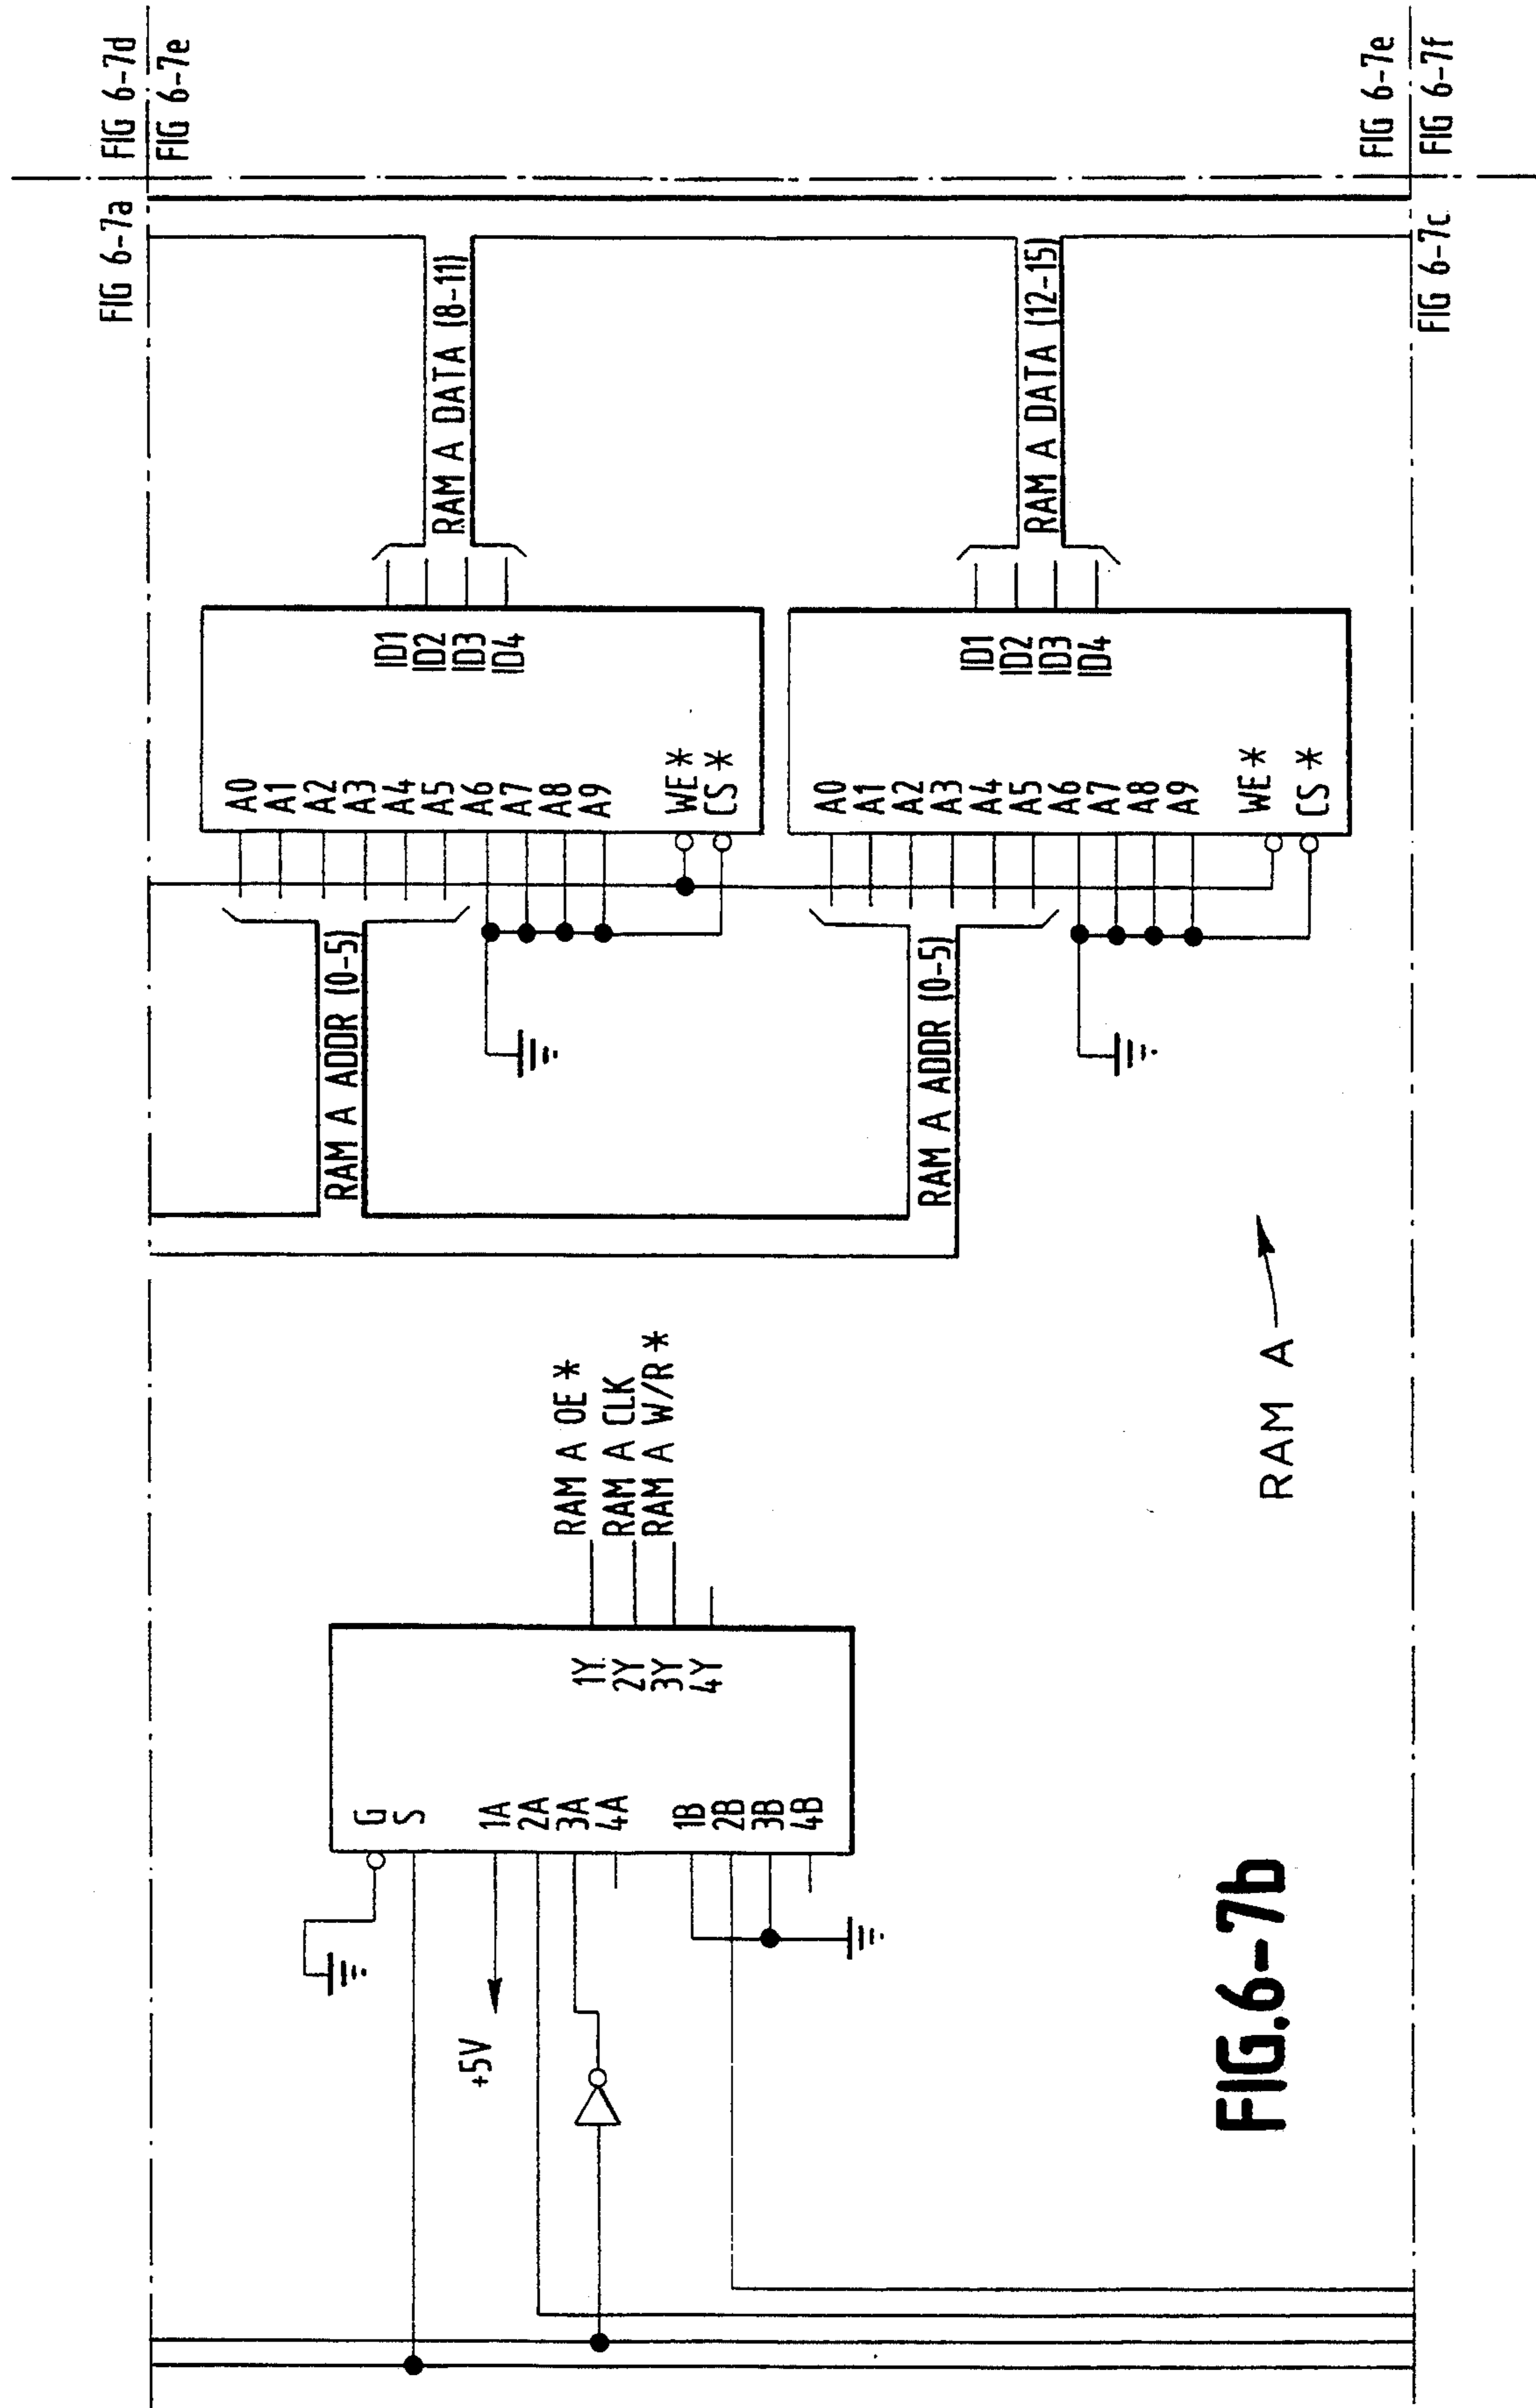 FIG 6-7a
FIG 6-7d
FIG 6-7e
G
S
1A
2A
3A
4A
1B
2B
3B
4B
1Y
2Y
3Y
4Y
+5V
RAM A OE *
RAM A CLK
RAM A W/R *
RAM A ADDR (0-5)
A0
A1
A2
A3
A4
A5
A6
A7
A8
A9
WE *
CS *
ID1
ID2
ID3
ID4
RAM A DATA (8-11)
RAM A ADDR (0-5)
A0
A1
A2
A3
A4
A5
A6
A7
A8
A9
WE *
CS *
ID1
ID2
ID3
ID4
RAM A DATA (12-15)
RAM A
FIG.6-7b
FIG 6-7c
FIG 6-7e
FIG 6-7f